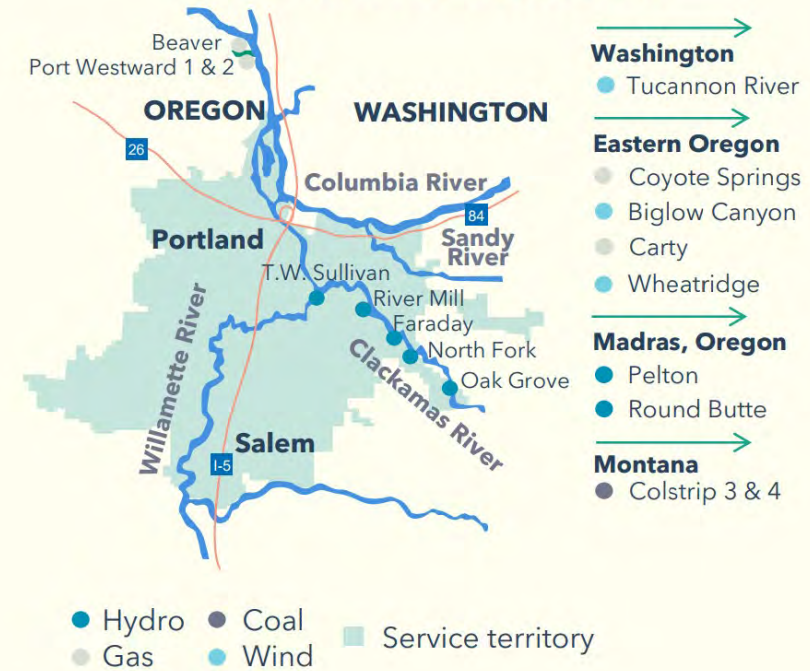 Beaver
Port Westward 1 & 2
OREGON
WASHINGTON
26
Columbia River
84
Sandy
River
Portland
T.W. Sullivan
River Mill
Faraday
North Fork
Oak Grove
Willamette River
Clackamas River
Salem
I-5
Washington
Tucannon River
Eastern Oregon
Coyote Springs
Biglow Canyon
Carty
Wheatridge
Madras, Oregon
Pelton
Round Butte
Montana
Colstrip 3 & 4
Hydro
Coal
Gas
Wind
Service territory